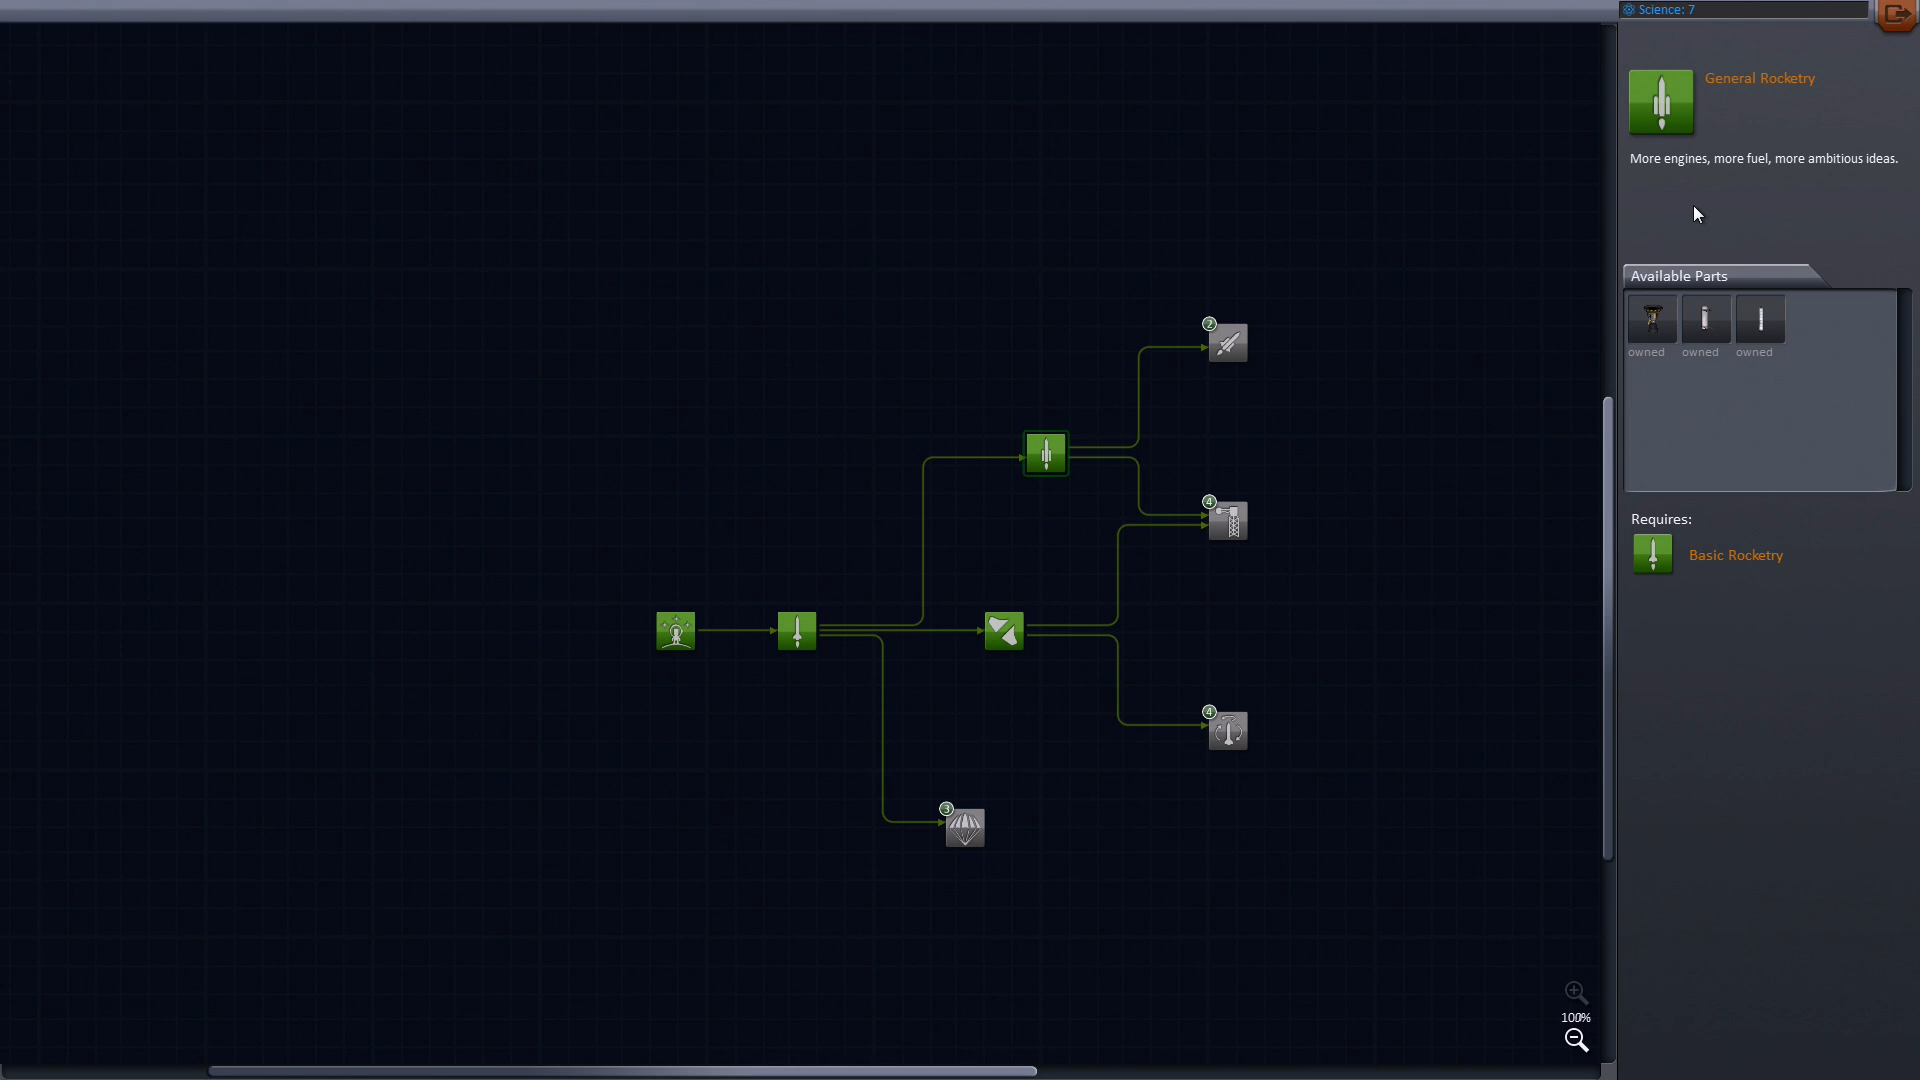 Science: 7
General Rocketry
More engines, more fuel, more ambitious ideas.
Available Parts
owned owned owned
Requires:
Basic Rocketry
2
4
4
3
100%